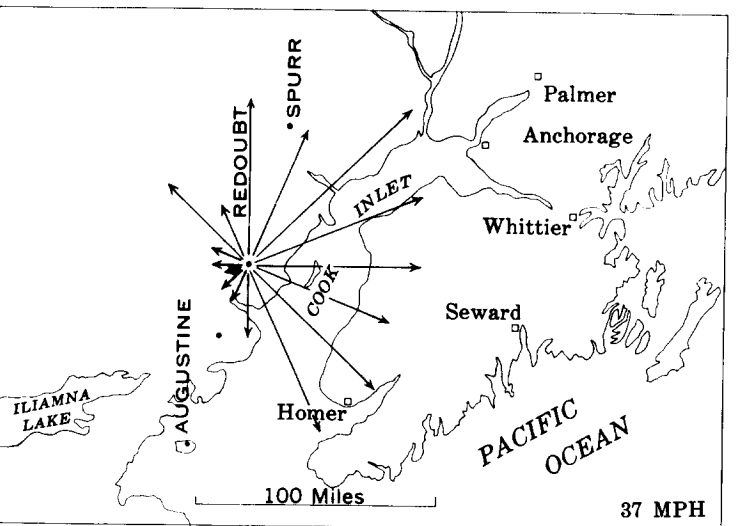 SPURR
REDOUBT
Palmer
Anchorage
INLET
Whittier
COOK
Seward
AUGUSTINE
ILIAMNA
LAKE
Homer
PACIFIC
OCEAN
100 Miles
37 MPH